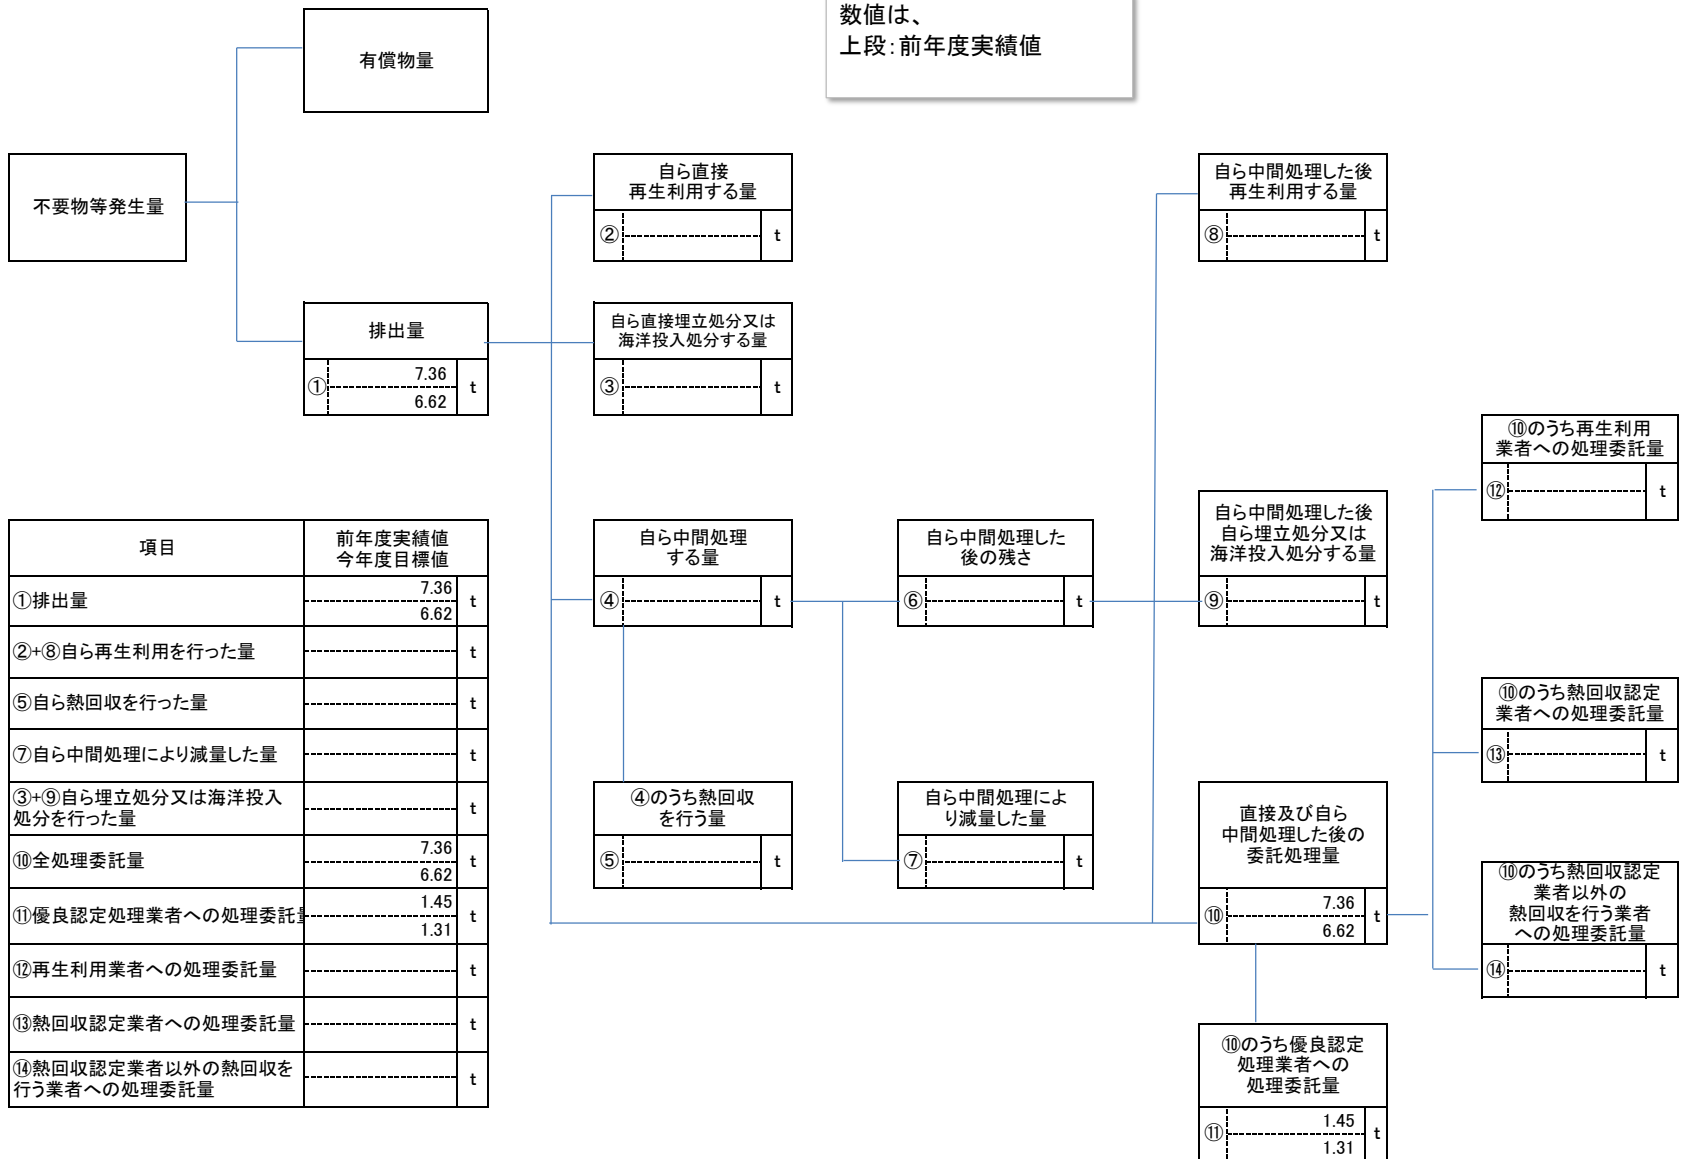 数値は、
上段：前年度実績値
有償物量
不要物等発生量
排出量
①
7.36
6.62
t
自ら直接
再生利用する量
②
t
自ら直接埋立処分又は
海洋投入処分する量
③
t
自ら中間処理
する量
④
t
④のうち熱回収
を行う量
⑤
t
自ら中間処理した
後の残さ
⑥
t
自ら中間処理によ
り減量した量
⑦
t
自ら中間処理した後
再生利用する量
⑧
t
自ら中間処理した後
自ら埋立処分又は
海洋投入処分する量
⑨
t
直接及び自ら
中間処理した後の
委託処理量
⑩
7.36
6.62
t
⑩のうち優良認定
処理業者への
処理委託量
⑪
1.45
1.31
t
⑩のうち再生利用
業者への処理委託量
⑫
t
⑩のうち熱回収認定
業者への処理委託量
⑬
t
⑩のうち熱回収認定
業者以外の
熱回収を行う業者
への処理委託量
⑭
t
項目
前年度実績値
今年度目標値
①排出量
7.36
6.62
t
②+⑧自ら再生利用を行った量
t
⑤自ら熱回収を行った量
t
⑦自ら中間処理により減量した量
t
③+⑨自ら埋立処分又は海洋投入
処分を行った量
t
⑩全処理委託量
7.36
6.62
t
⑪優良認定処理業者への処理委託
1.45
1.31
t
⑫再生利用業者への処理委託量
t
⑬熱回収認定業者への処理委託量
t
⑭熱回収認定業者以外の熱回収を
行う業者への処理委託量
t